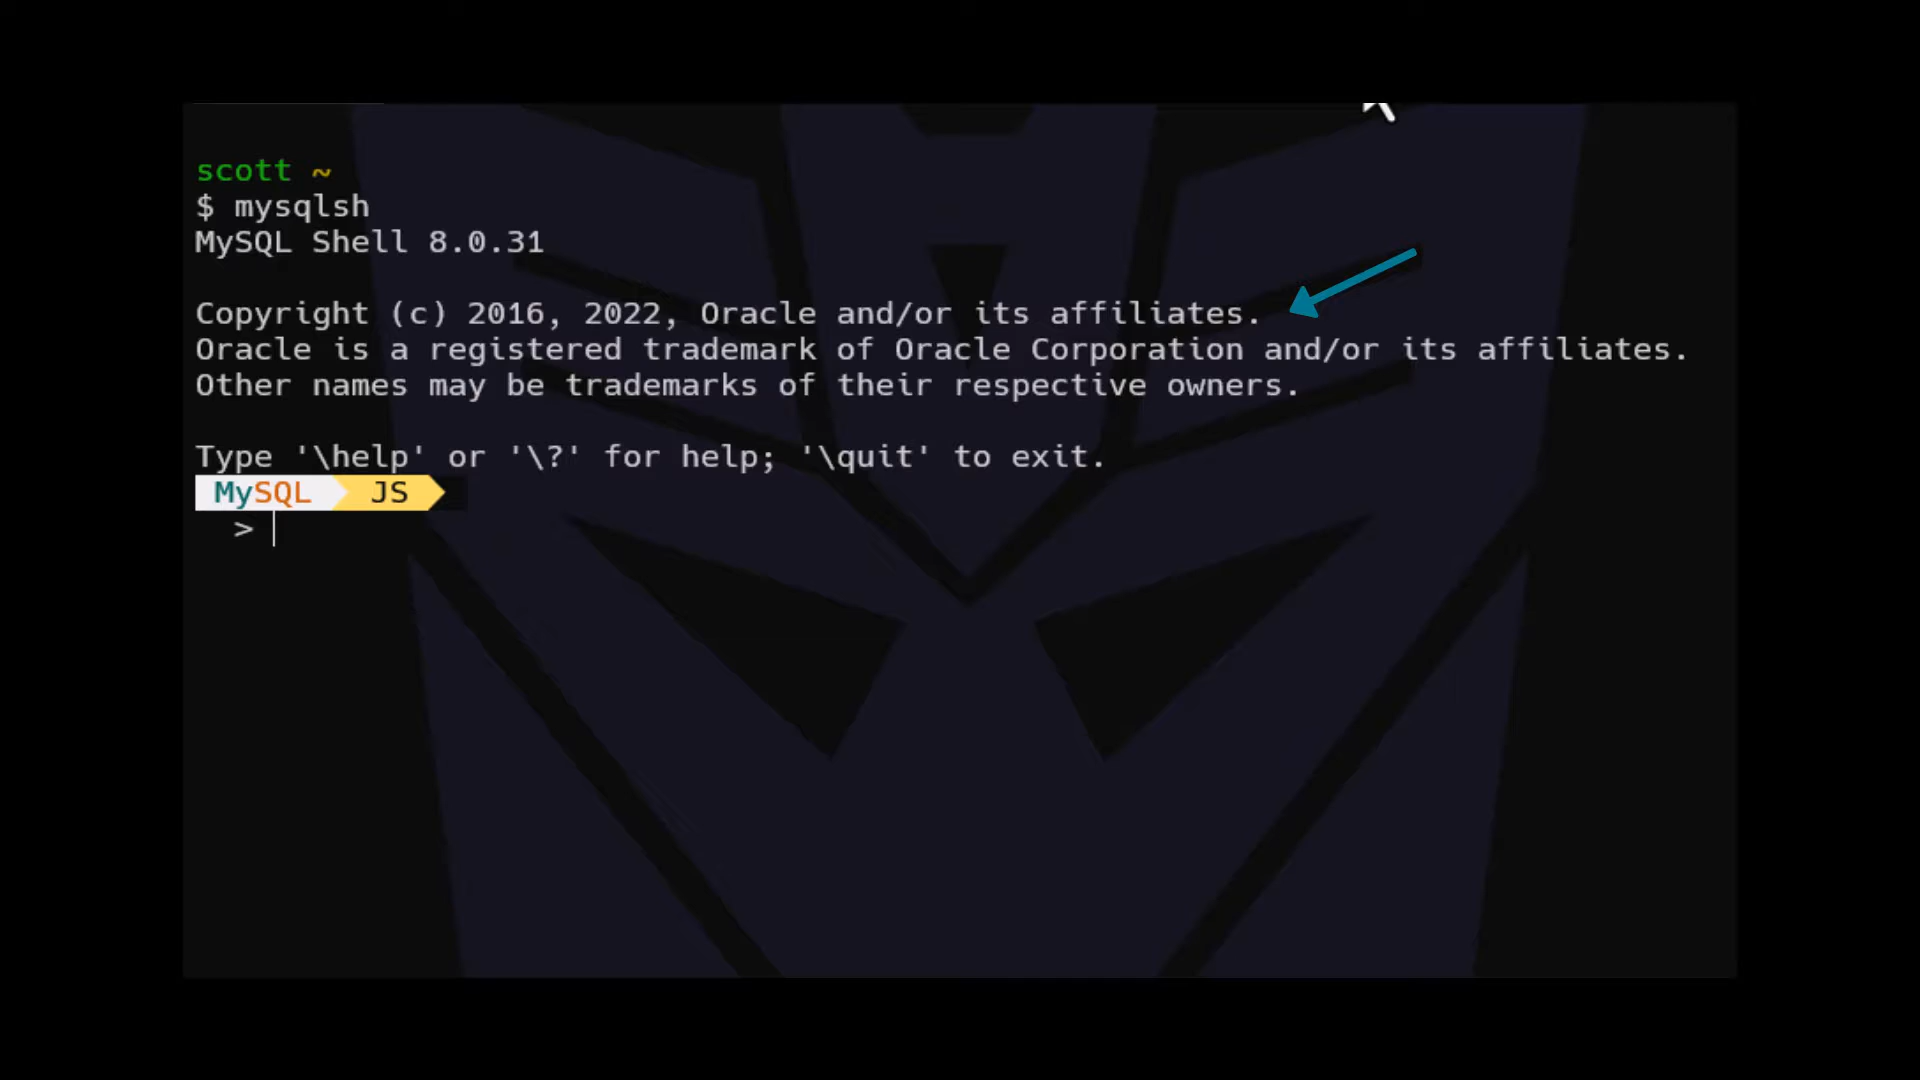 scott ~
$ mysqlsh
MySQL Shell 8.0.31
Copyright (c) 2016, 2022, Oracle and/or its affiliates.
Oracle is a registered trademark of Oracle Corporation and/or its affiliates.
Other names may be trademarks of their respective owners.
Type '\help' or '\?' for help; '\quit' to exit.
MySQL JS
>